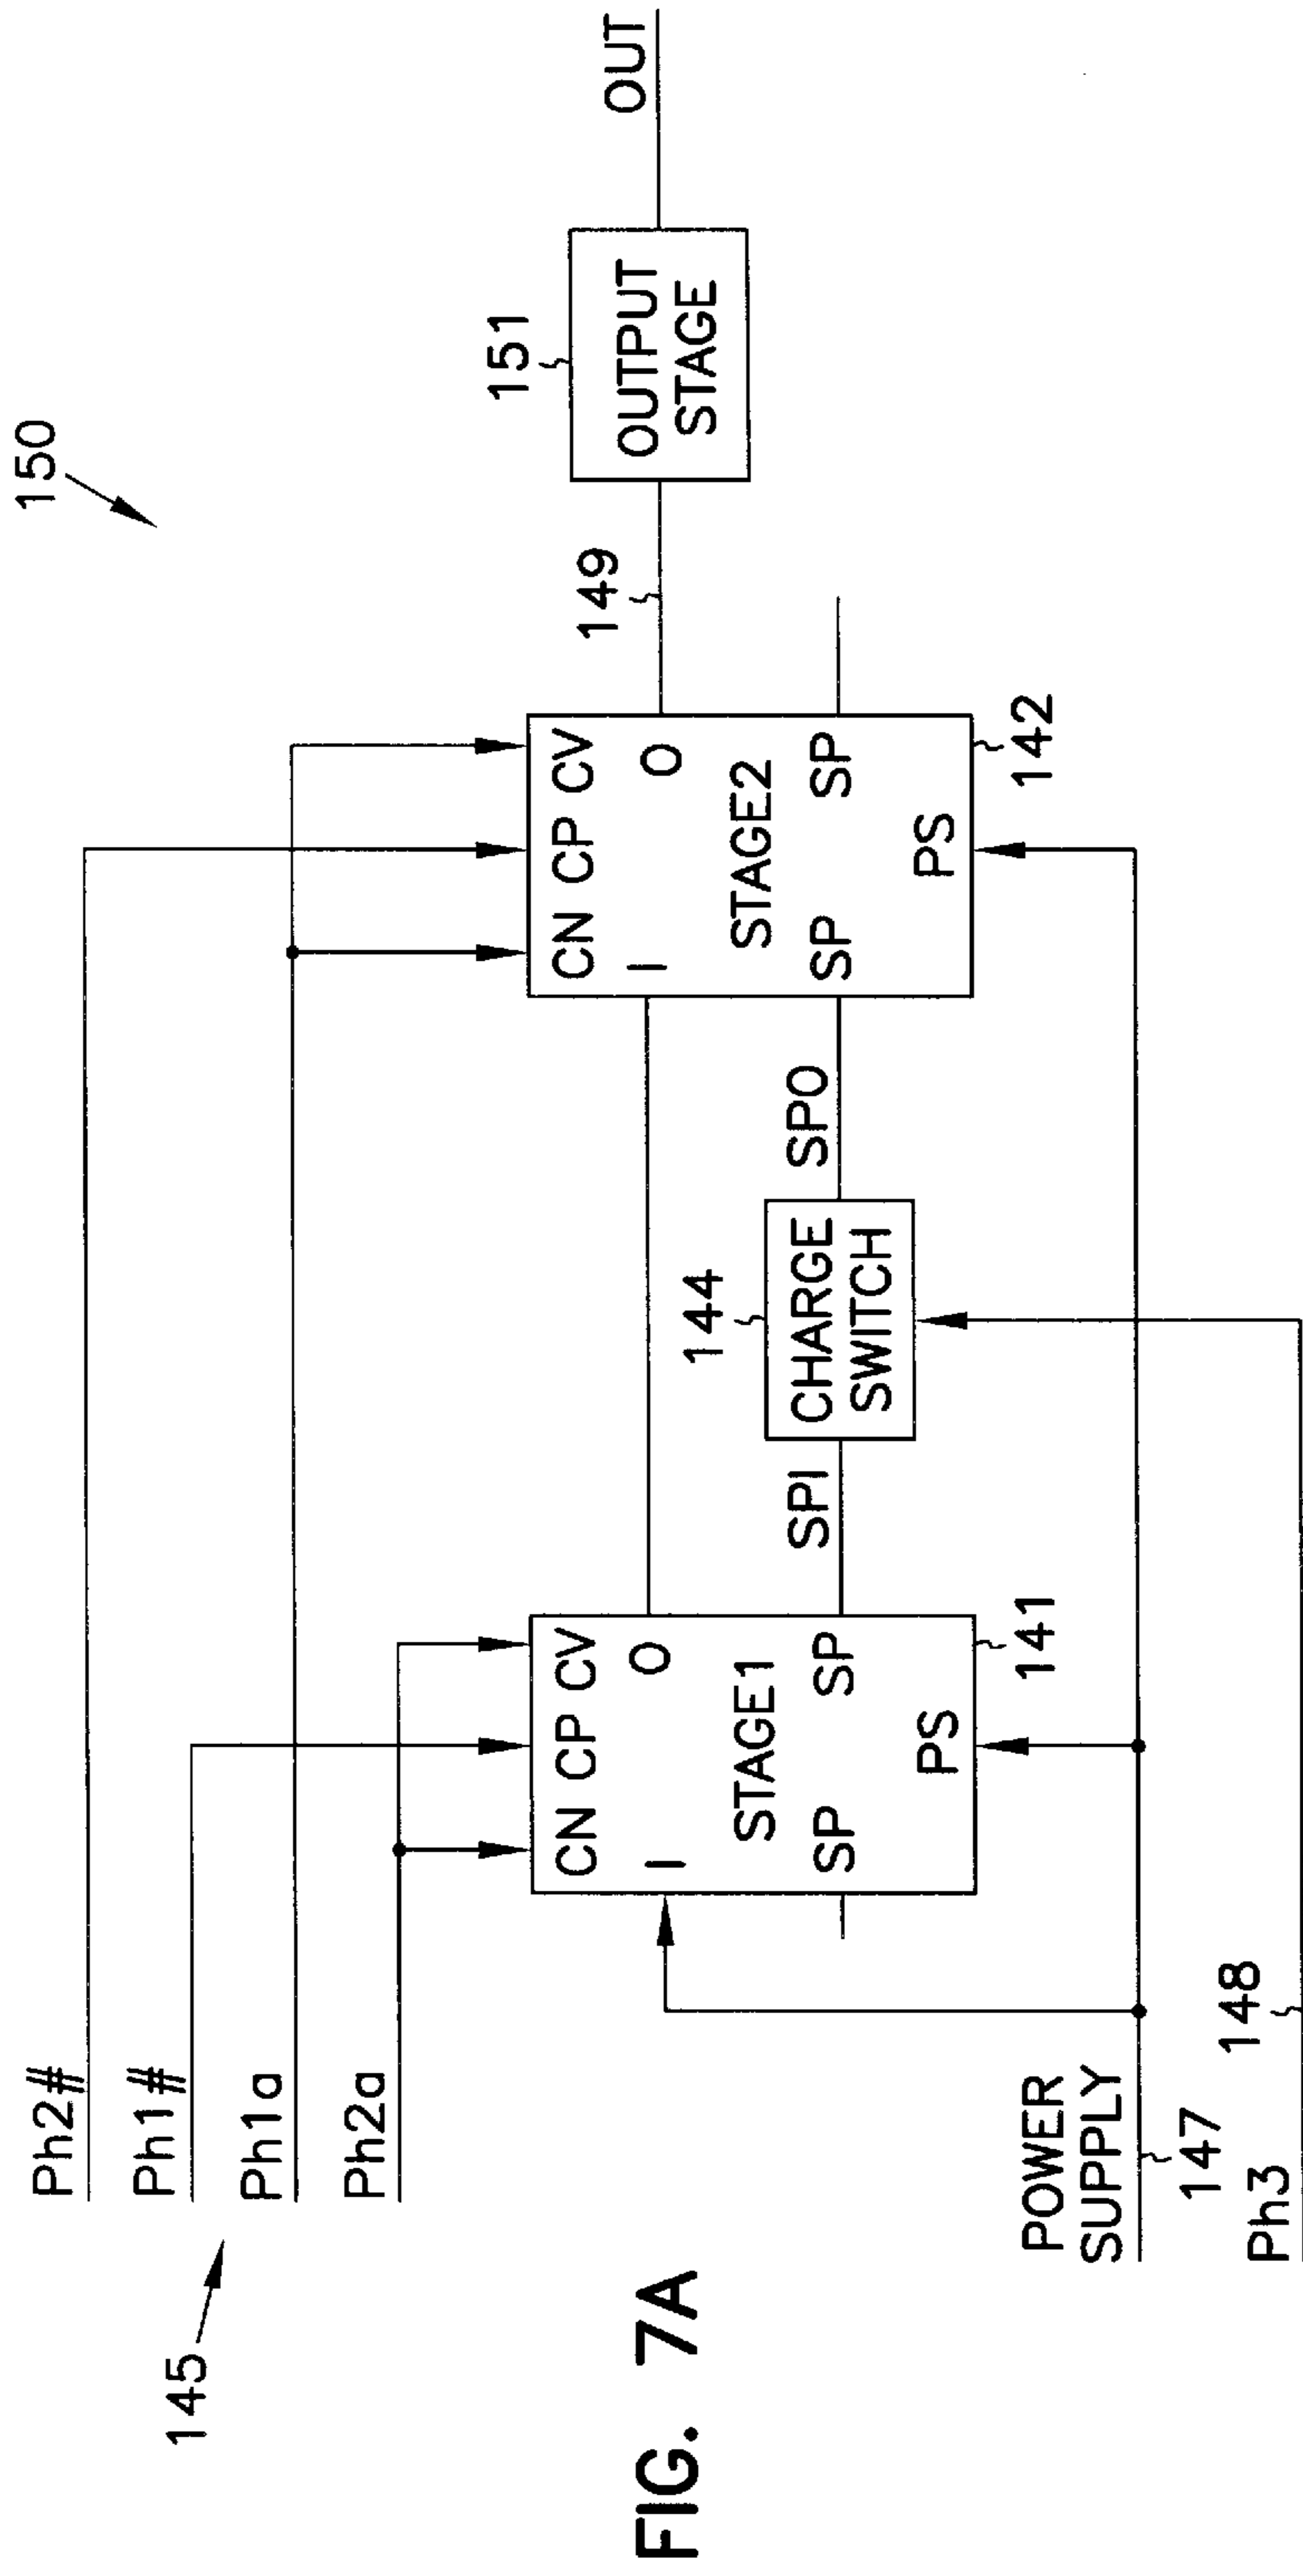 150
Ph2#
Ph1#
Ph1a
Ph2a
145
CN CP CV
I
O
STAGE1
SP
SP
PS
141
SPI
144
CHARGE
SWITCH
SPO
CN CP CV
I
O
STAGE2
SP
SP
PS
142
149
151
OUTPUT
STAGE
OUT
POWER
SUPPLY
147
148
Ph3
FIG. 7A